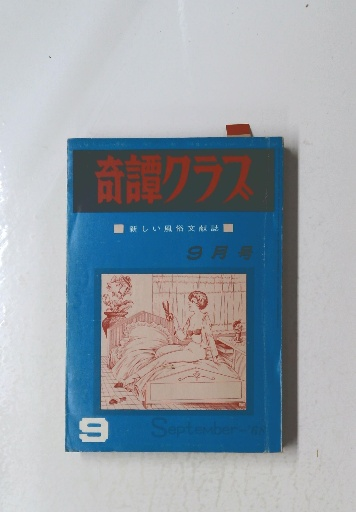 奇譚クラブ
■ 新しい風俗文献誌 ■
9月号
9
September